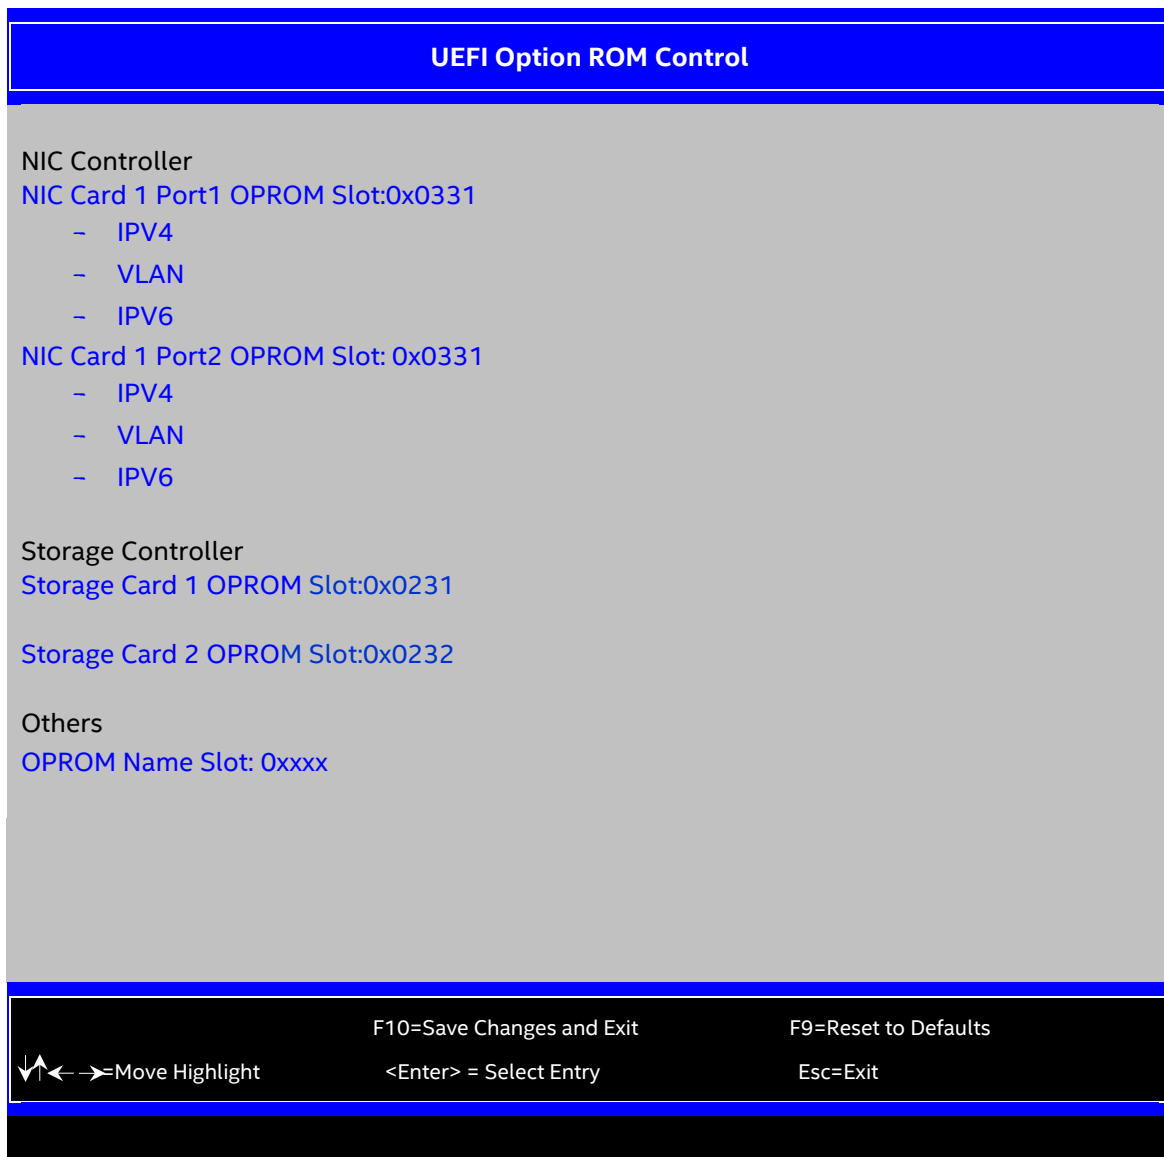 UEFI Option ROM Control
NIC Controller
NIC Card 1 Port1 OPROM Slot:0x0331
¬ IPV4
¬ VLAN
¬ IPV6
NIC Card 1 Port2 OPROM Slot: 0x0331
¬ IPV4
¬ VLAN
¬ IPV6
Storage Controller
Storage Card 1 OPROM Slot:0x0231
Storage Card 2 OPROM Slot:0x0232
Others
OPROM Name Slot: 0xxxx
F10=Save Changes and Exit F9=Reset to Defaults
↓↑← →=Move Highlight <Enter> = Select Entry Esc=Exit